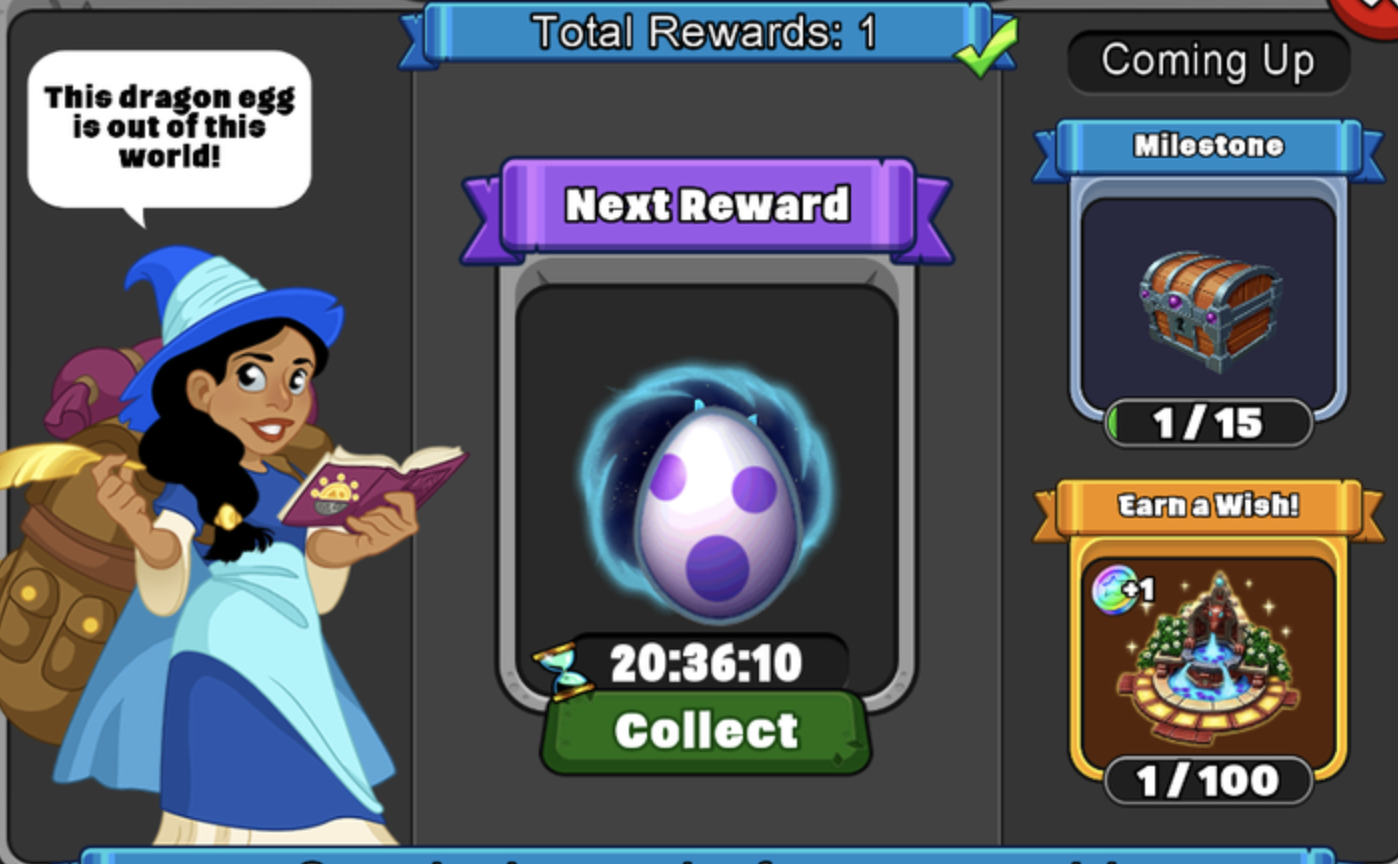 Total Rewards: 1
This dragon egg
is out of this
world!
Next Reward
20:36:10
Collect
Coming Up
Milestone
1/15
Earn a Wish!
+1
1/100